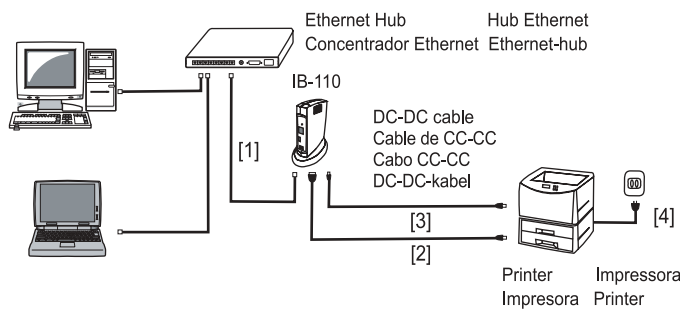 Ethernet Hub Hub Ethernet
Concentrador Ethernet Ethernet-hub
IB-110
DC-DC cable
Cable de CC-CC
Cabo CC-CC
DC-DC-kabel
[1]
[3]
[2]
[4]
Printer Impressora
Impresora Printer